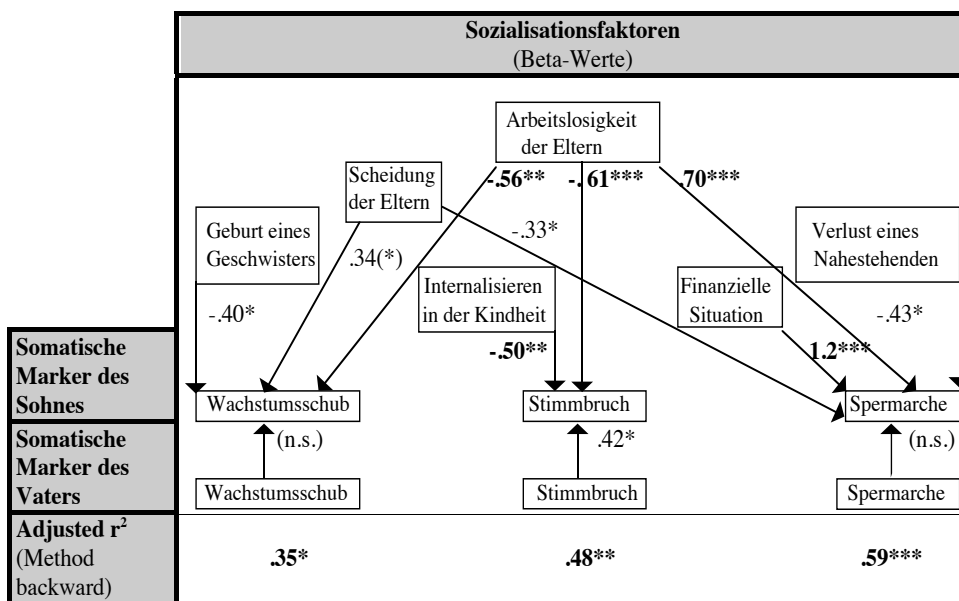 Sozialisationsfaktoren
(Beta-Werte)
Arbeitslosigkeit
der Eltern
-.56**
-.61***
.70***
Scheidung
der Eltern
-.33*
Geburt eines
Geschwisters
.34(*)
Verlust eines
Nahestehenden
Internalisieren
in der Kindheit
Finanzielle
Situation
-.40*
-.43*
-.50**
1.2***
Somatische
Marker des
Sohnes
Wachstumsschub
Stimmbruch
Spermarche
Somatische
Marker des
Vaters
(n.s.)
.42*
(n.s.)
Wachstumsschub
Stimmbruch
Spermarche
Adjusted r²
(Method
backward)
.35*
.48**
.59***